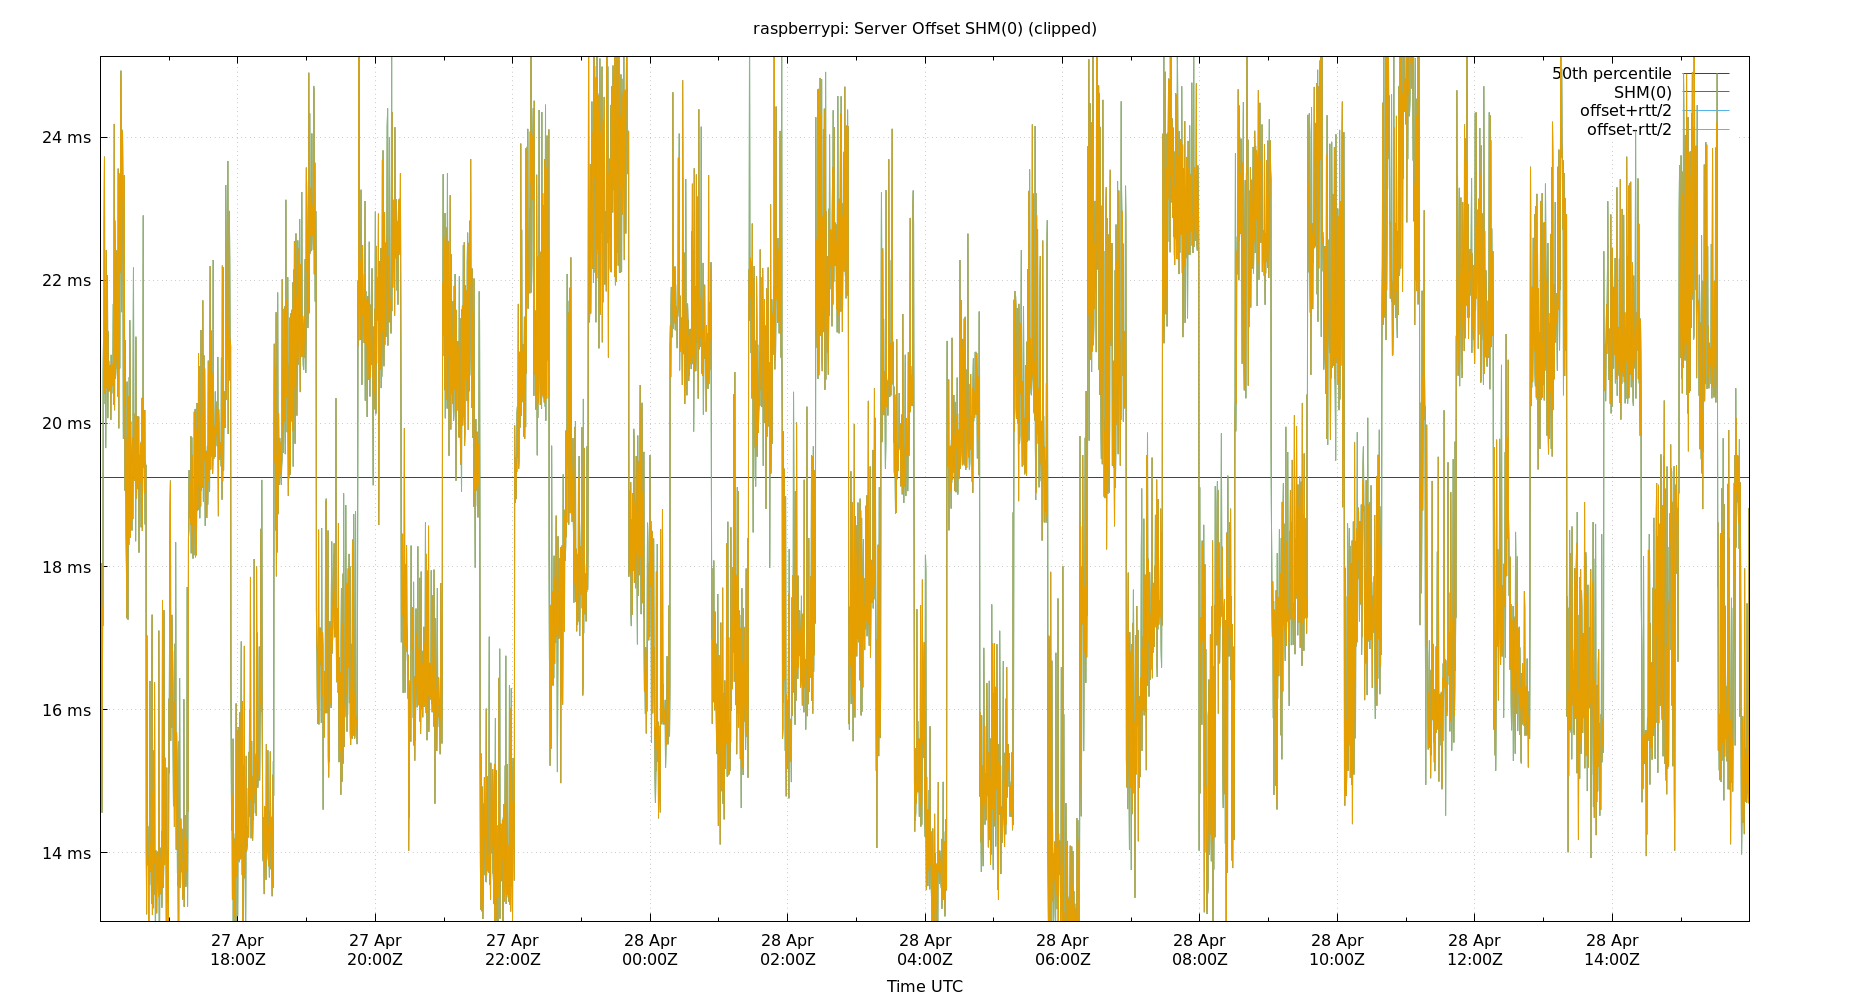 raspberrypi: Server Offset SHM(0) (clipped)
50th percentile
SHM(0)
offset+rtt/2
offset-rtt/2
24 ms
22 ms
20 ms
18 ms
16 ms
14 ms
27 Apr 27 Apr 27 Apr 28 Apr 28 Apr 28 Apr 28 Apr 28 Apr 28 Apr 28 Apr 28 Apr
18:00Z 20:00Z 22:00Z 00:00Z 02:00Z 04:00Z 06:00Z 08:00Z 10:00Z 12:00Z 14:00Z
Time UTC